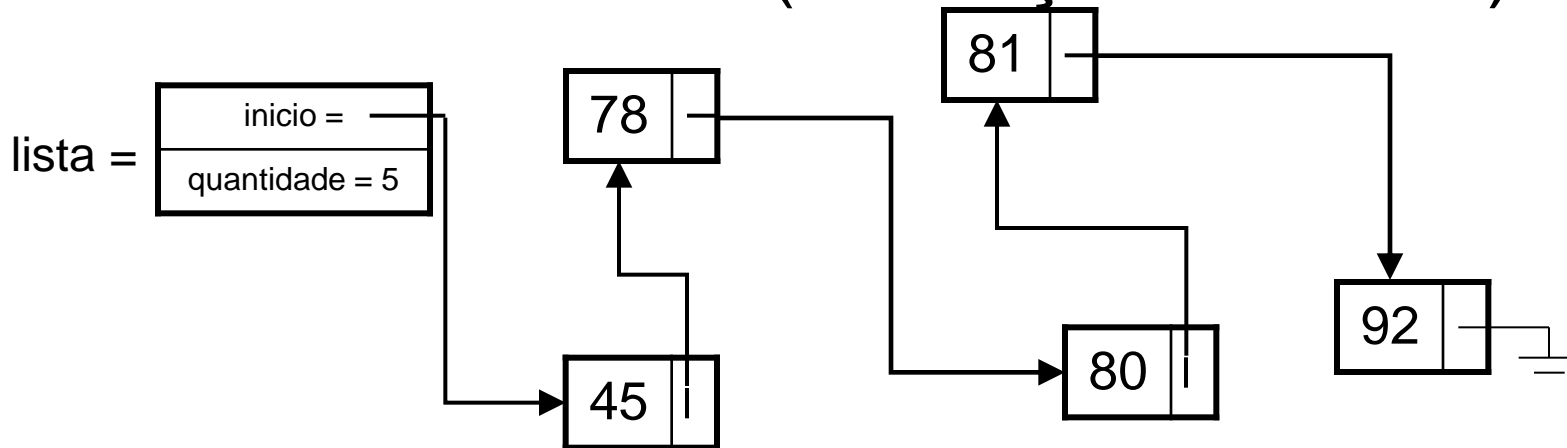 81
inicio =
78
lista =
quantidade = 5
92
80
45